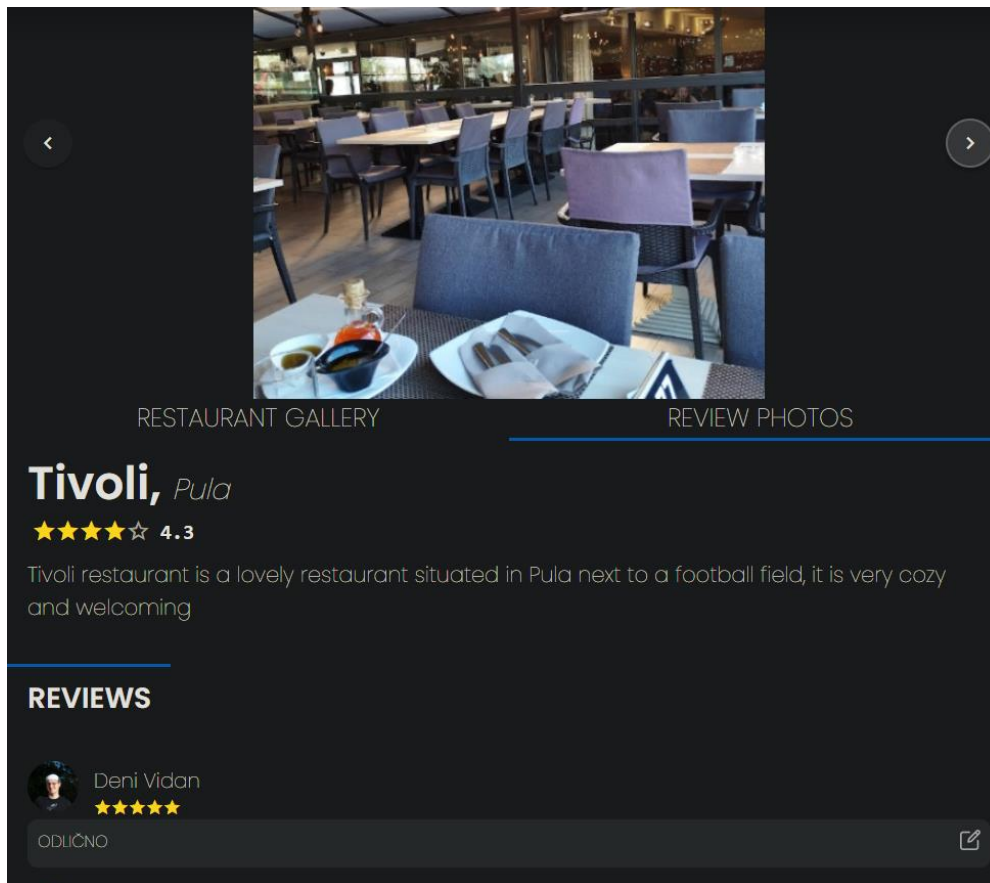 RESTAURANT GALLERY REVIEW PHOTOS
Tivoli, Pula
4.3
Tivoli restaurant is a lovely restaurant situated in Pula next to a football field, it is very cozy
and welcoming
REVIEWS
Deni Vidan
ODLIČNO